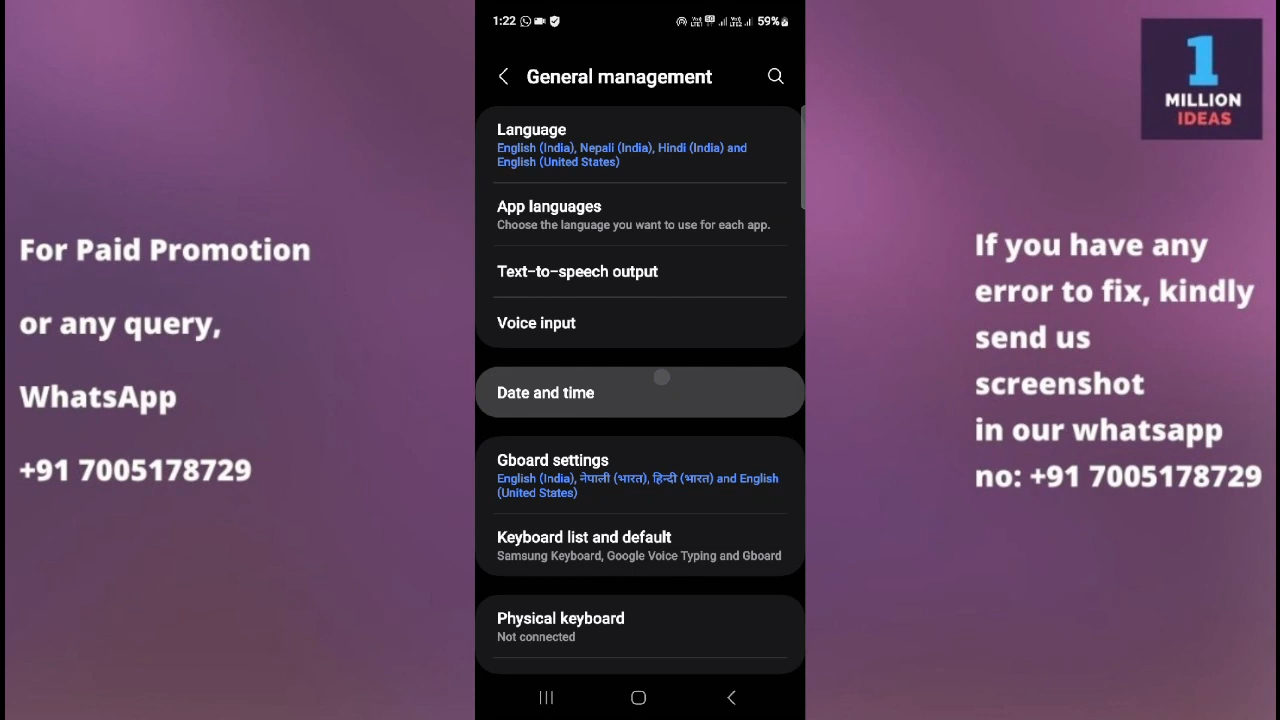 1:22
59%
General management
Language
English (India), Nepali (India), Hindi (India) and
English (United States)
App languages
Choose the language you want to use for each app.
Text-to-speech output
Voice input
Date and time
Gboard settings
English (India), नेपाली (भारत), हिन्दी (भारत) and English
(United States)
Keyboard list and default
Samsung Keyboard, Google Voice Typing and Gboard
Physical keyboard
Not connected
For Paid Promotion
or any query,
WhatsApp
+91 7005178729
1
MILLION
IDEAS
If you have any
error to fix, kindly
send us
screenshot
in our whatsapp
no: +91 7005178729